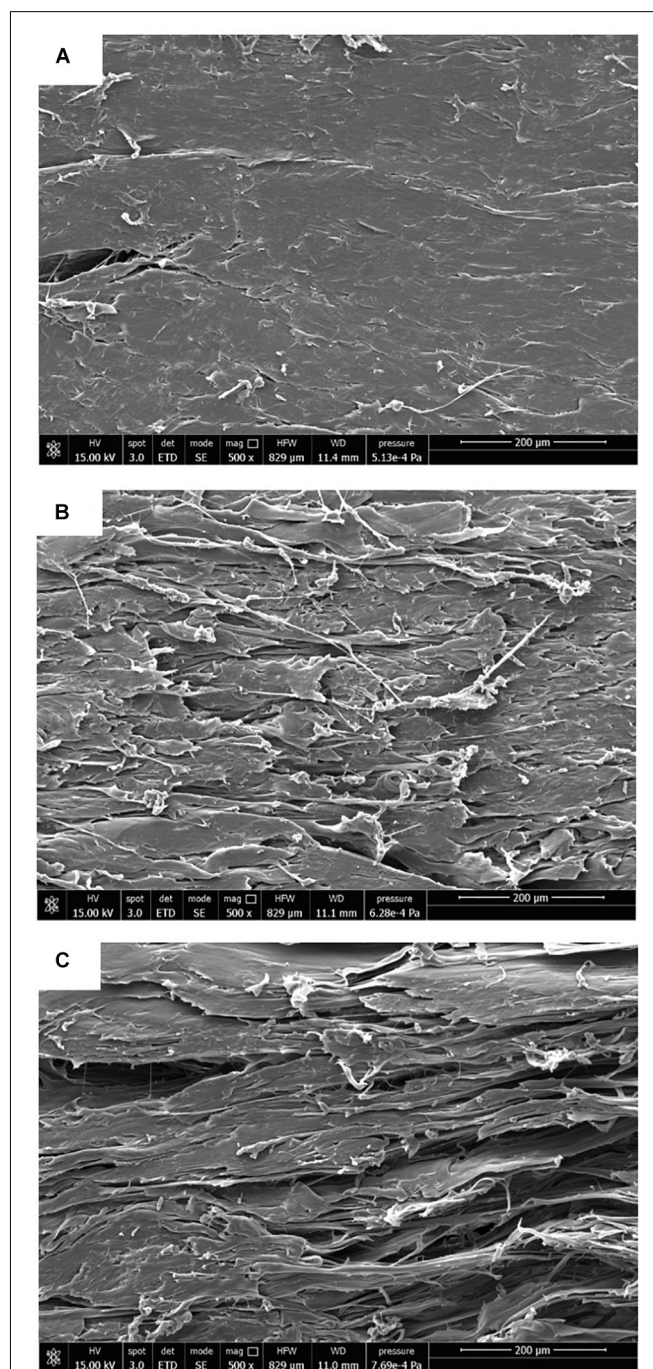 A
HV spot det mode mag HFW WD pressure 200 µm
15.00 kV 3.0 ETD SE 500 x 829 µm 11.4 mm 5.13e-4 Pa
B
HV spot det mode mag HFW WD pressure 200 µm
15.00 kV 3.0 ETD SE 500 x 829 µm 11.1 mm 6.28e-4 Pa
C
HV spot det mode mag HFW WD pressure 200 µm
15.00 kV 3.0 ETD SE 500 x 829 µm 11.0 mm 7.69e-4 Pa